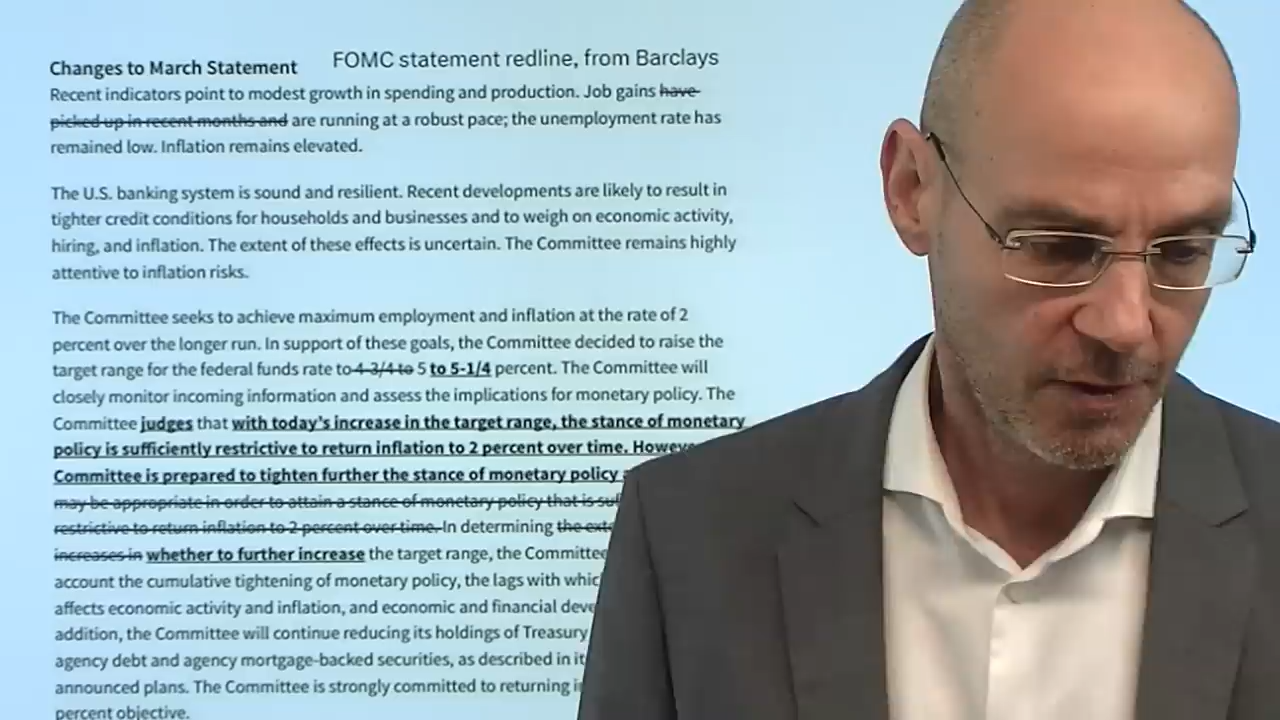 Changes to March Statement
FOMC statement redline, from Barclays
Recent indicators point to modest growth in spending and production. Job gains have
picked up in recent months and are running at a robust pace; the unemployment rate has
remained low. Inflation remains elevated.
The U.S. banking system is sound and resilient. Recent developments are likely to result in
tighter credit conditions for households and businesses and to weigh on economic activity,
hiring, and inflation. The extent of these effects is uncertain. The Committee remains highly
attentive to inflation risks.
The Committee seeks to achieve maximum employment and inflation at the rate of 2
percent over the longer run. In support of these goals, the Committee decided to raise the
target range for the federal funds rate to 4-3/4 to 5 to 5-1/4 percent. The Committee will
closely monitor incoming information and assess the implications for monetary policy. The
Committee judges that with today's increase in the target range, the stance of monetary
policy is sufficiently restrictive to return inflation to 2 percent over time.
Committee is prepared to tighten further the stance of monetary policy
may be appropriate in order to attain a stance of monetary policy that is
restrictive to return inflation to 2 percent over time. In determining the
increases in whether to further increase the target range, the Committee
account the cumulative tightening of monetary policy, the lags with
affects economic activity and inflation, and economic and financial
addition, the Committee will continue reducing its holdings of Treasury
agency debt and agency mortgage-backed securities, as described in
announced plans. The Committee is strongly committed to returning
percent objective.